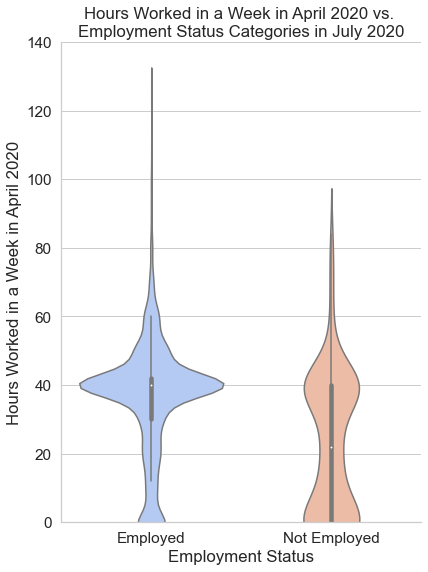 Hours Worked in a Week in April 2020 vs.
Employment Status Categories in July 2020
Hours Worked in a Week in April 2020
140
120
100
80
60
40
20
0
Employed
Not Employed
Employment Status